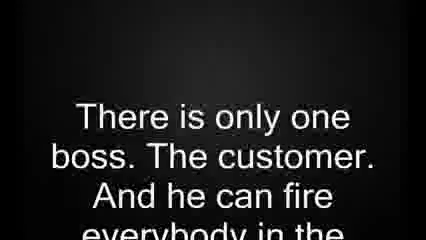 There is only one
boss. The customer.
And he can fire
everybody in the